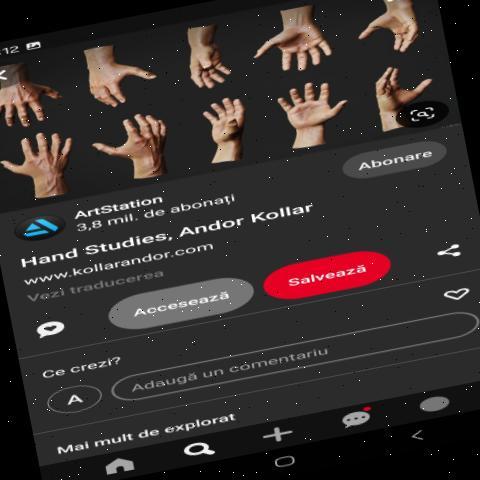 :12
ArtStation
3,8 mil. de abonați
Abonare
Hand Studies, Andor Kollar
www.kollarandor.com
Vezi traducerea
Accesează
Salvează
Ce crezi?
A
Adaugă un comentariu
Mai mult de explorat